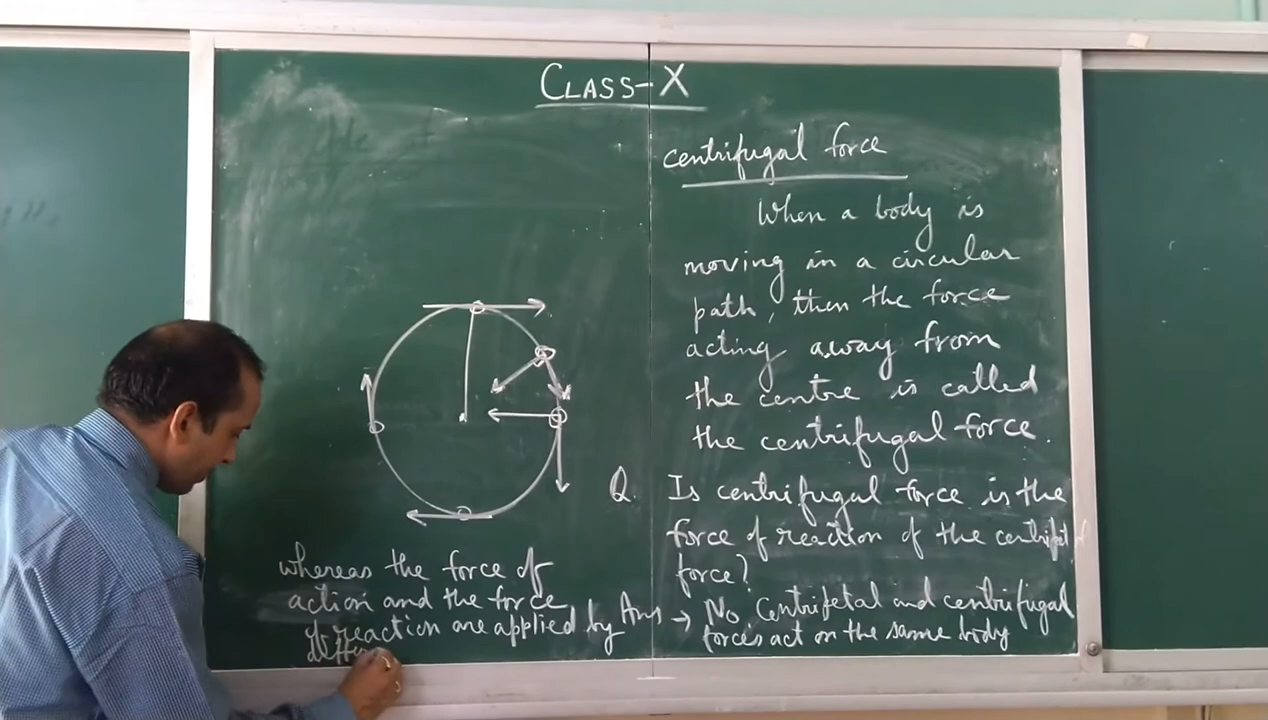 CLASS-X
centrifugal force
When a body is
moving in a circular
path, then the force
acting away from
the centre is called
the centrifugal force.
Q. Is centrifugal force is the
force of reaction of the
force?
Ans → No. Centrifetal and centrifugal
forces act on the same body
whereas the force of
action and the force
of reaction are applied by